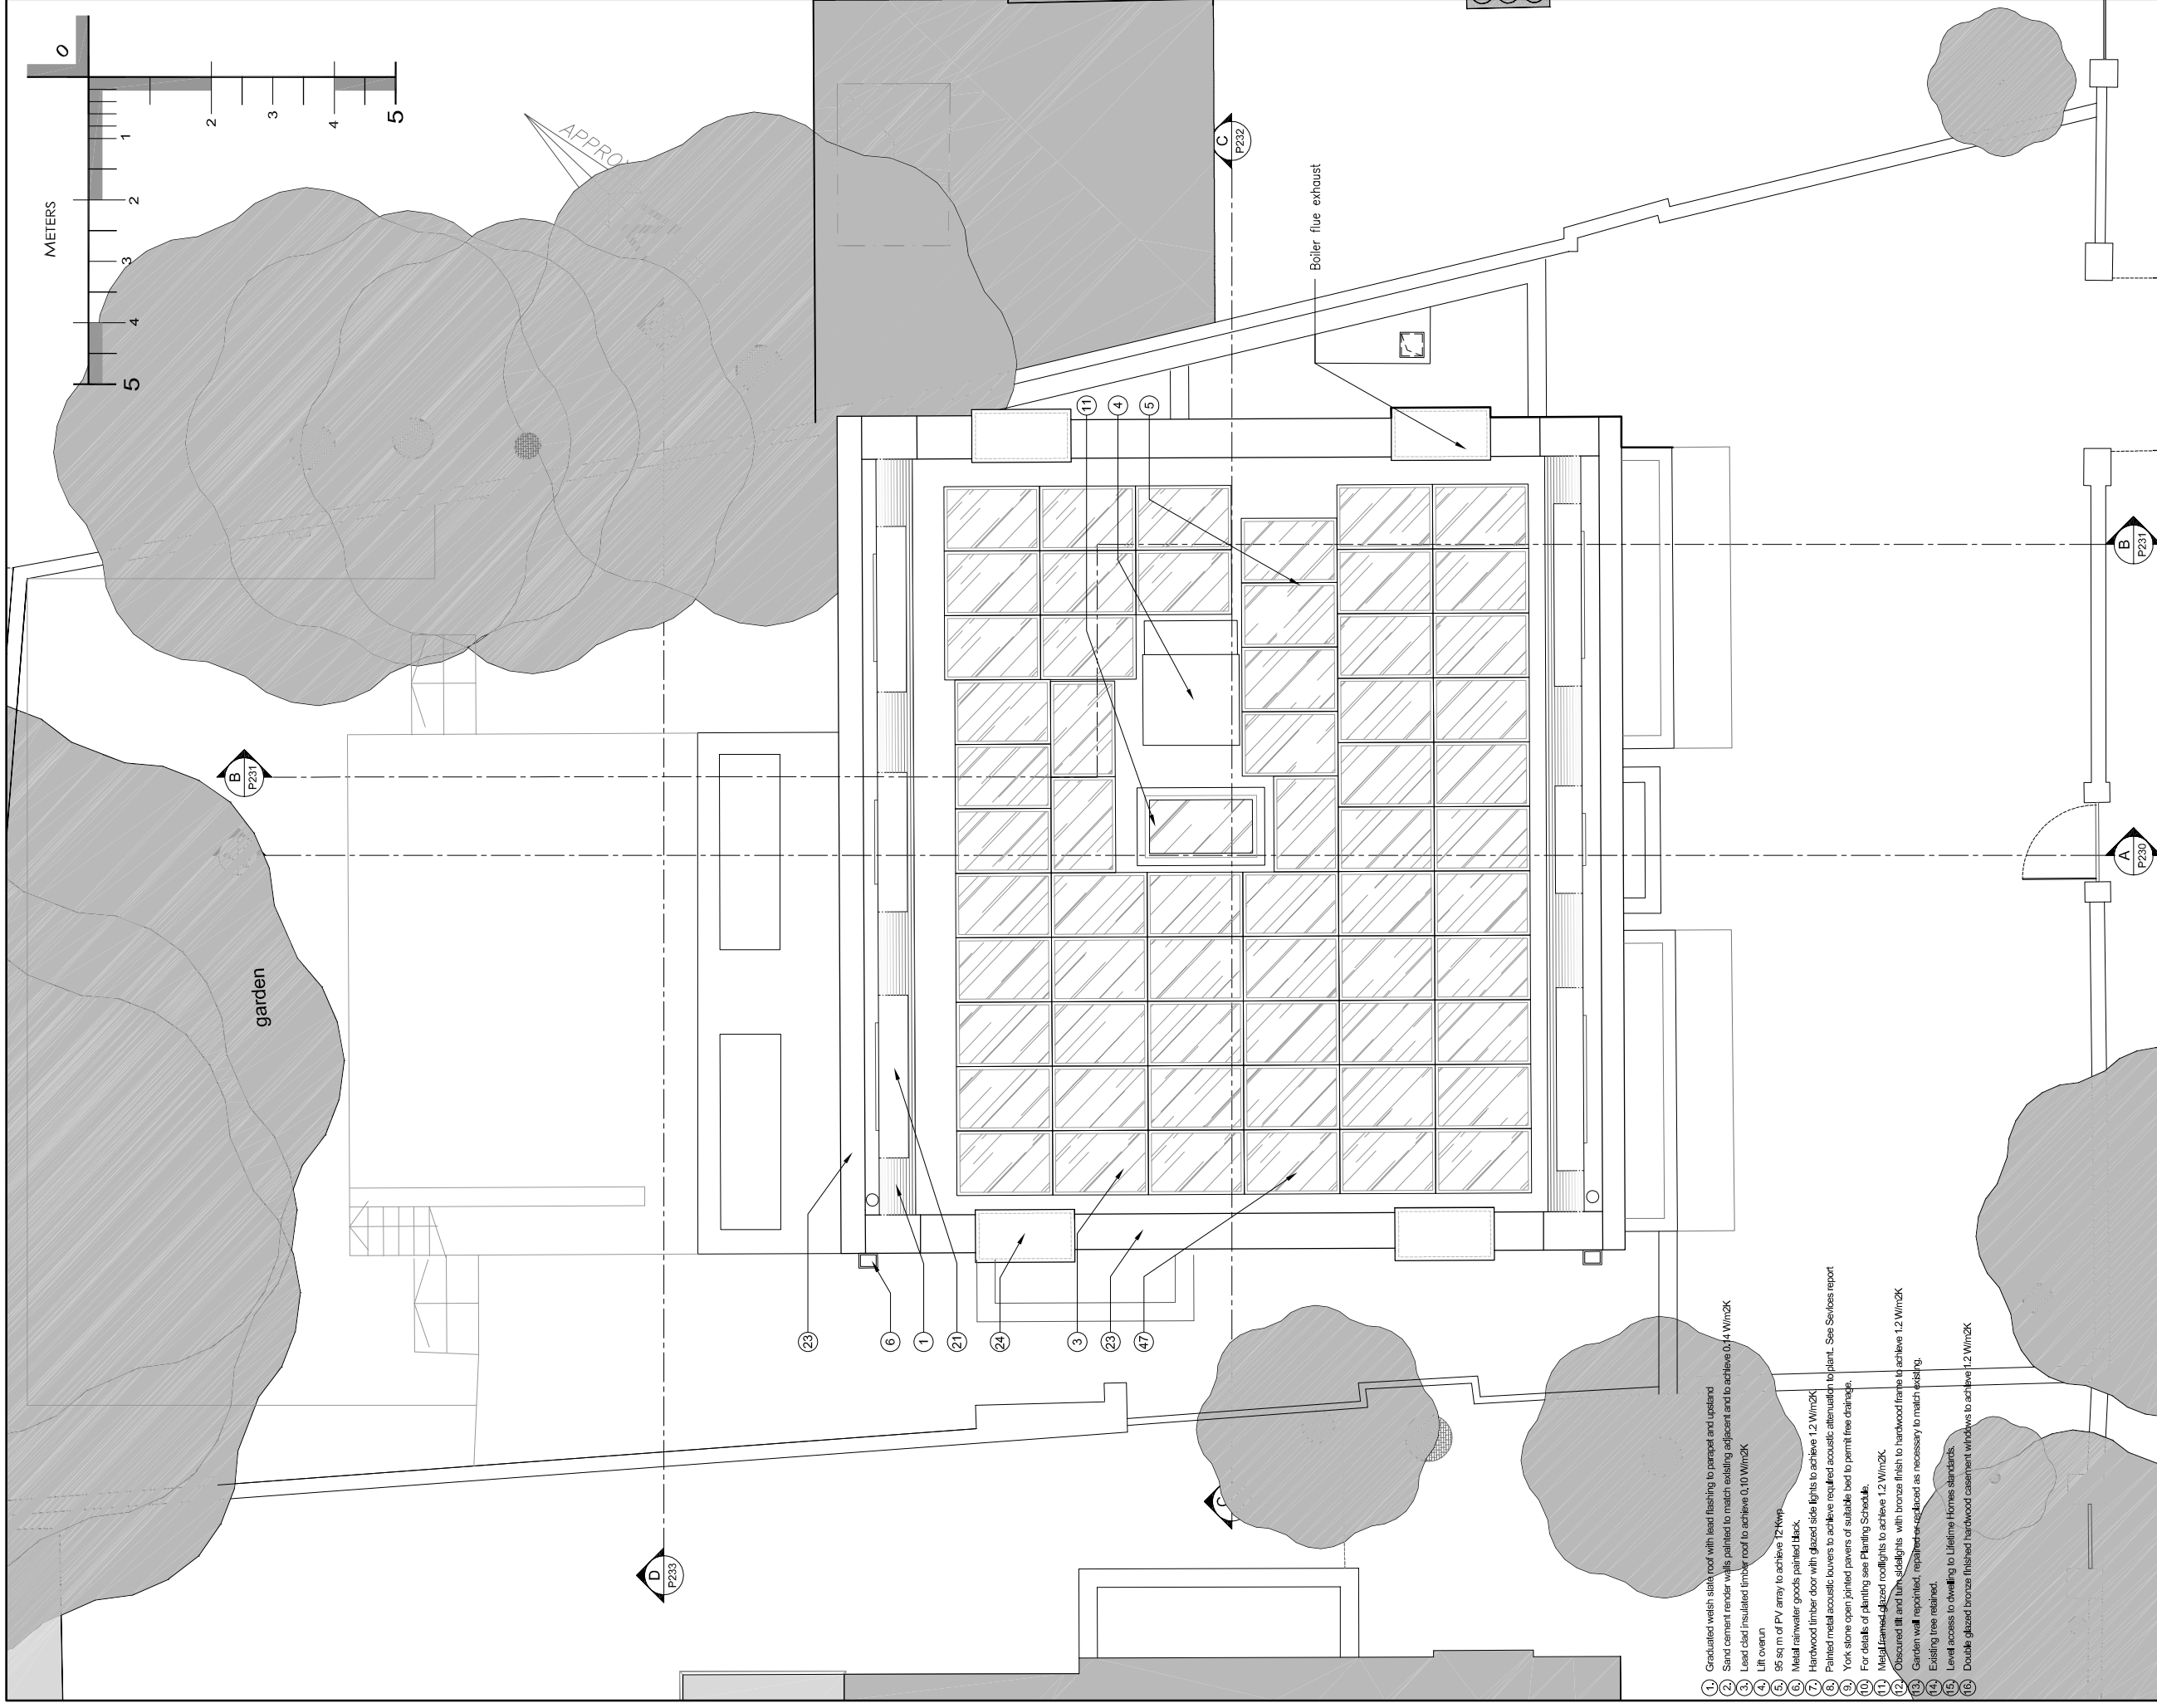 METERS
0
1
2
3
4
5
2
3
4
5
APPRO
garden
B
P231
D
P233
C
P232
Boiler flue exhaust
11
4
5
23
6
1
21
24
3
23
47
B
P231
A
P230
1. Graduated welsh slate roof with lead flashing to parapet and upstand
2. Sand cement render walls painted to match existing adjacent and to achieve 0.14 W/m2K
3. Lead clad insulated timber roof to achieve 0.10 W/m2K
4. Lift overun
5. 95 sq m of PV array to achieve 12 Kwp
6. Metal rainwater goods painted black.
7. Hardwood timber door with glazed side lights to achieve 1.2 W/m2K
8. Painted metal acoustic louvers to achieve required acoustic attenuation to plant. See Sevices report
9. York stone open jointed pavers of suitable bed to permit free drainage.
10. For details of planting see Planting Schedule.
11. Metal framed glazed rooflights to achieve 1.2 W/m2K.
12. Obscured tilt and turn sidelights with bronze finish to hardwood frame to achieve 1.2 W/m2K
13. Garden wall repointed, repaired or replaced as necessary to match existing.
14. Existing tree retained.
15. Level access to dwelling to Lifetime Homes standards.
16. Double glazed bronze finished hardwood casement windows to achieve 1.2 W/m2K